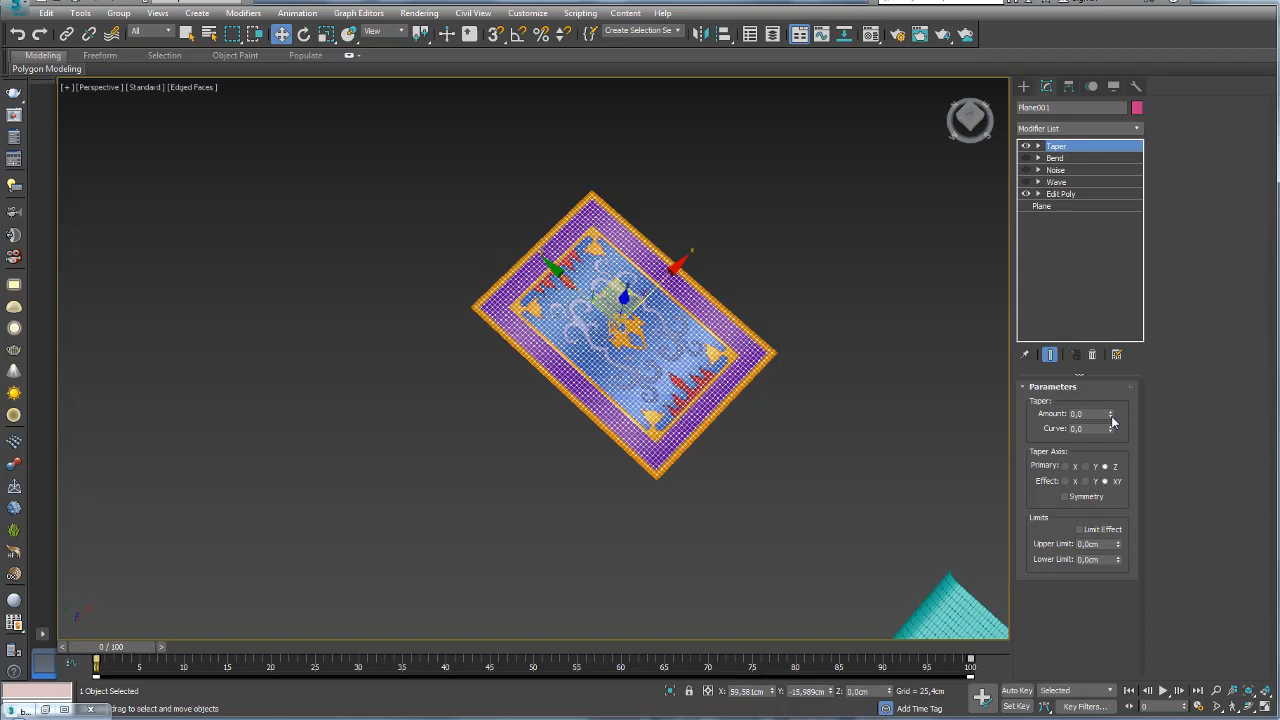 Edit Tools Group Views Create Modifiers Animation Graph Editors Rendering Civil View Customize Scripting Content Help
All View Create Selection Se
Modeling Freeform Selection Object Paint Populate
Polygon Modeling
[+] [Perspective] [Standard] [Edged Faces]
Plane001
Modifier List
Taper
Bend
Noise
Wave
Edit Poly
Plane
Parameters
Taper:
Amount: 0,0
Curve: 0,0
Taper Axis:
Primary: X Y Z
Effect: X Y XY
Symmetry
Limits
Limit Effect
Upper Limit: 0,0cm
Lower Limit: 0,0cm
< 0 / 100 >
0 5 10 15 20 25 30 35 40 45 50 55 60 65 70 75 80 85 90 95 100
1 Object Selected X: 59,581cm Y: -15,989cm Z: 0,0cm Grid = 25,4cm Auto Key Selected
drag to select and move objects Add Time Tag Set Key Key Filters... 0